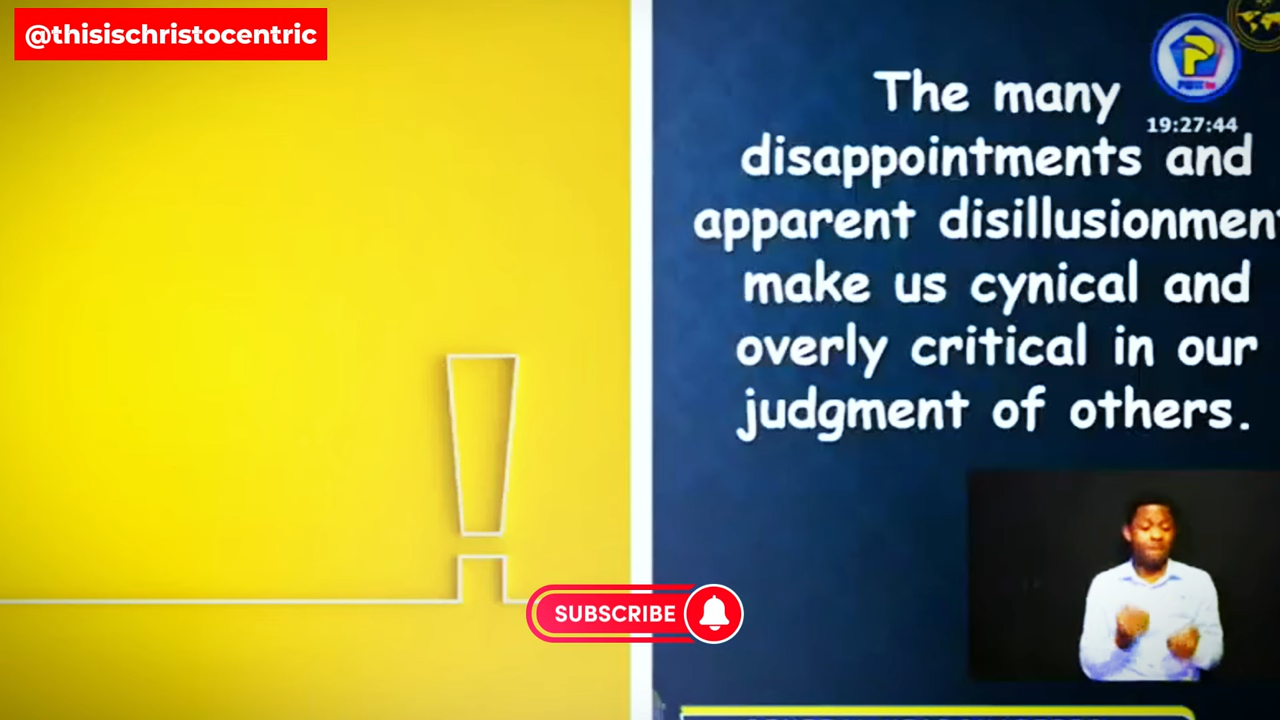 @thisischristocentric
19:27:44
The many
disappointments and
apparent disillusionment
make us cynical and
overly critical in our
judgment of others.
SUBSCRIBE